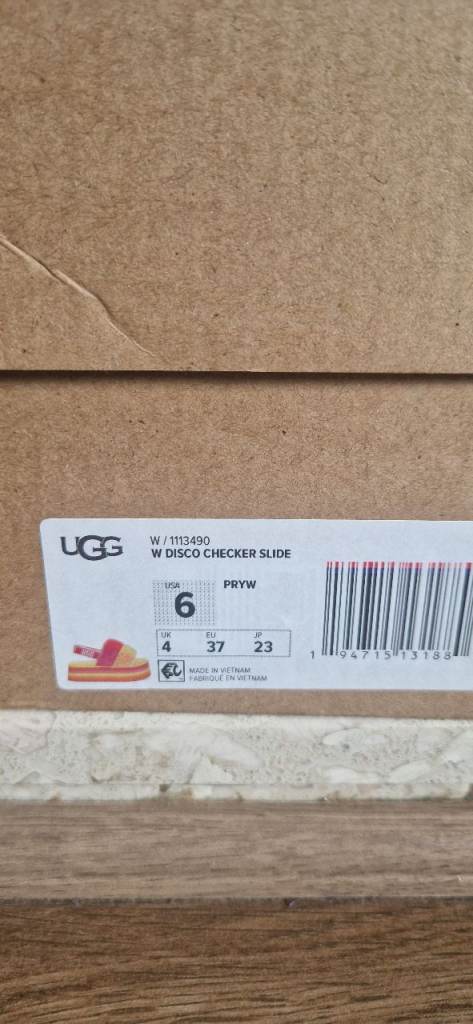 UGG
W / 1113490
W DISCO CHECKER SLIDE
USA
6
PRYW
UK EU JP
4 37 23
MADE IN VIETNAM
FABRIQUÉ EN VIETNAM
1 94715 13188
UGG